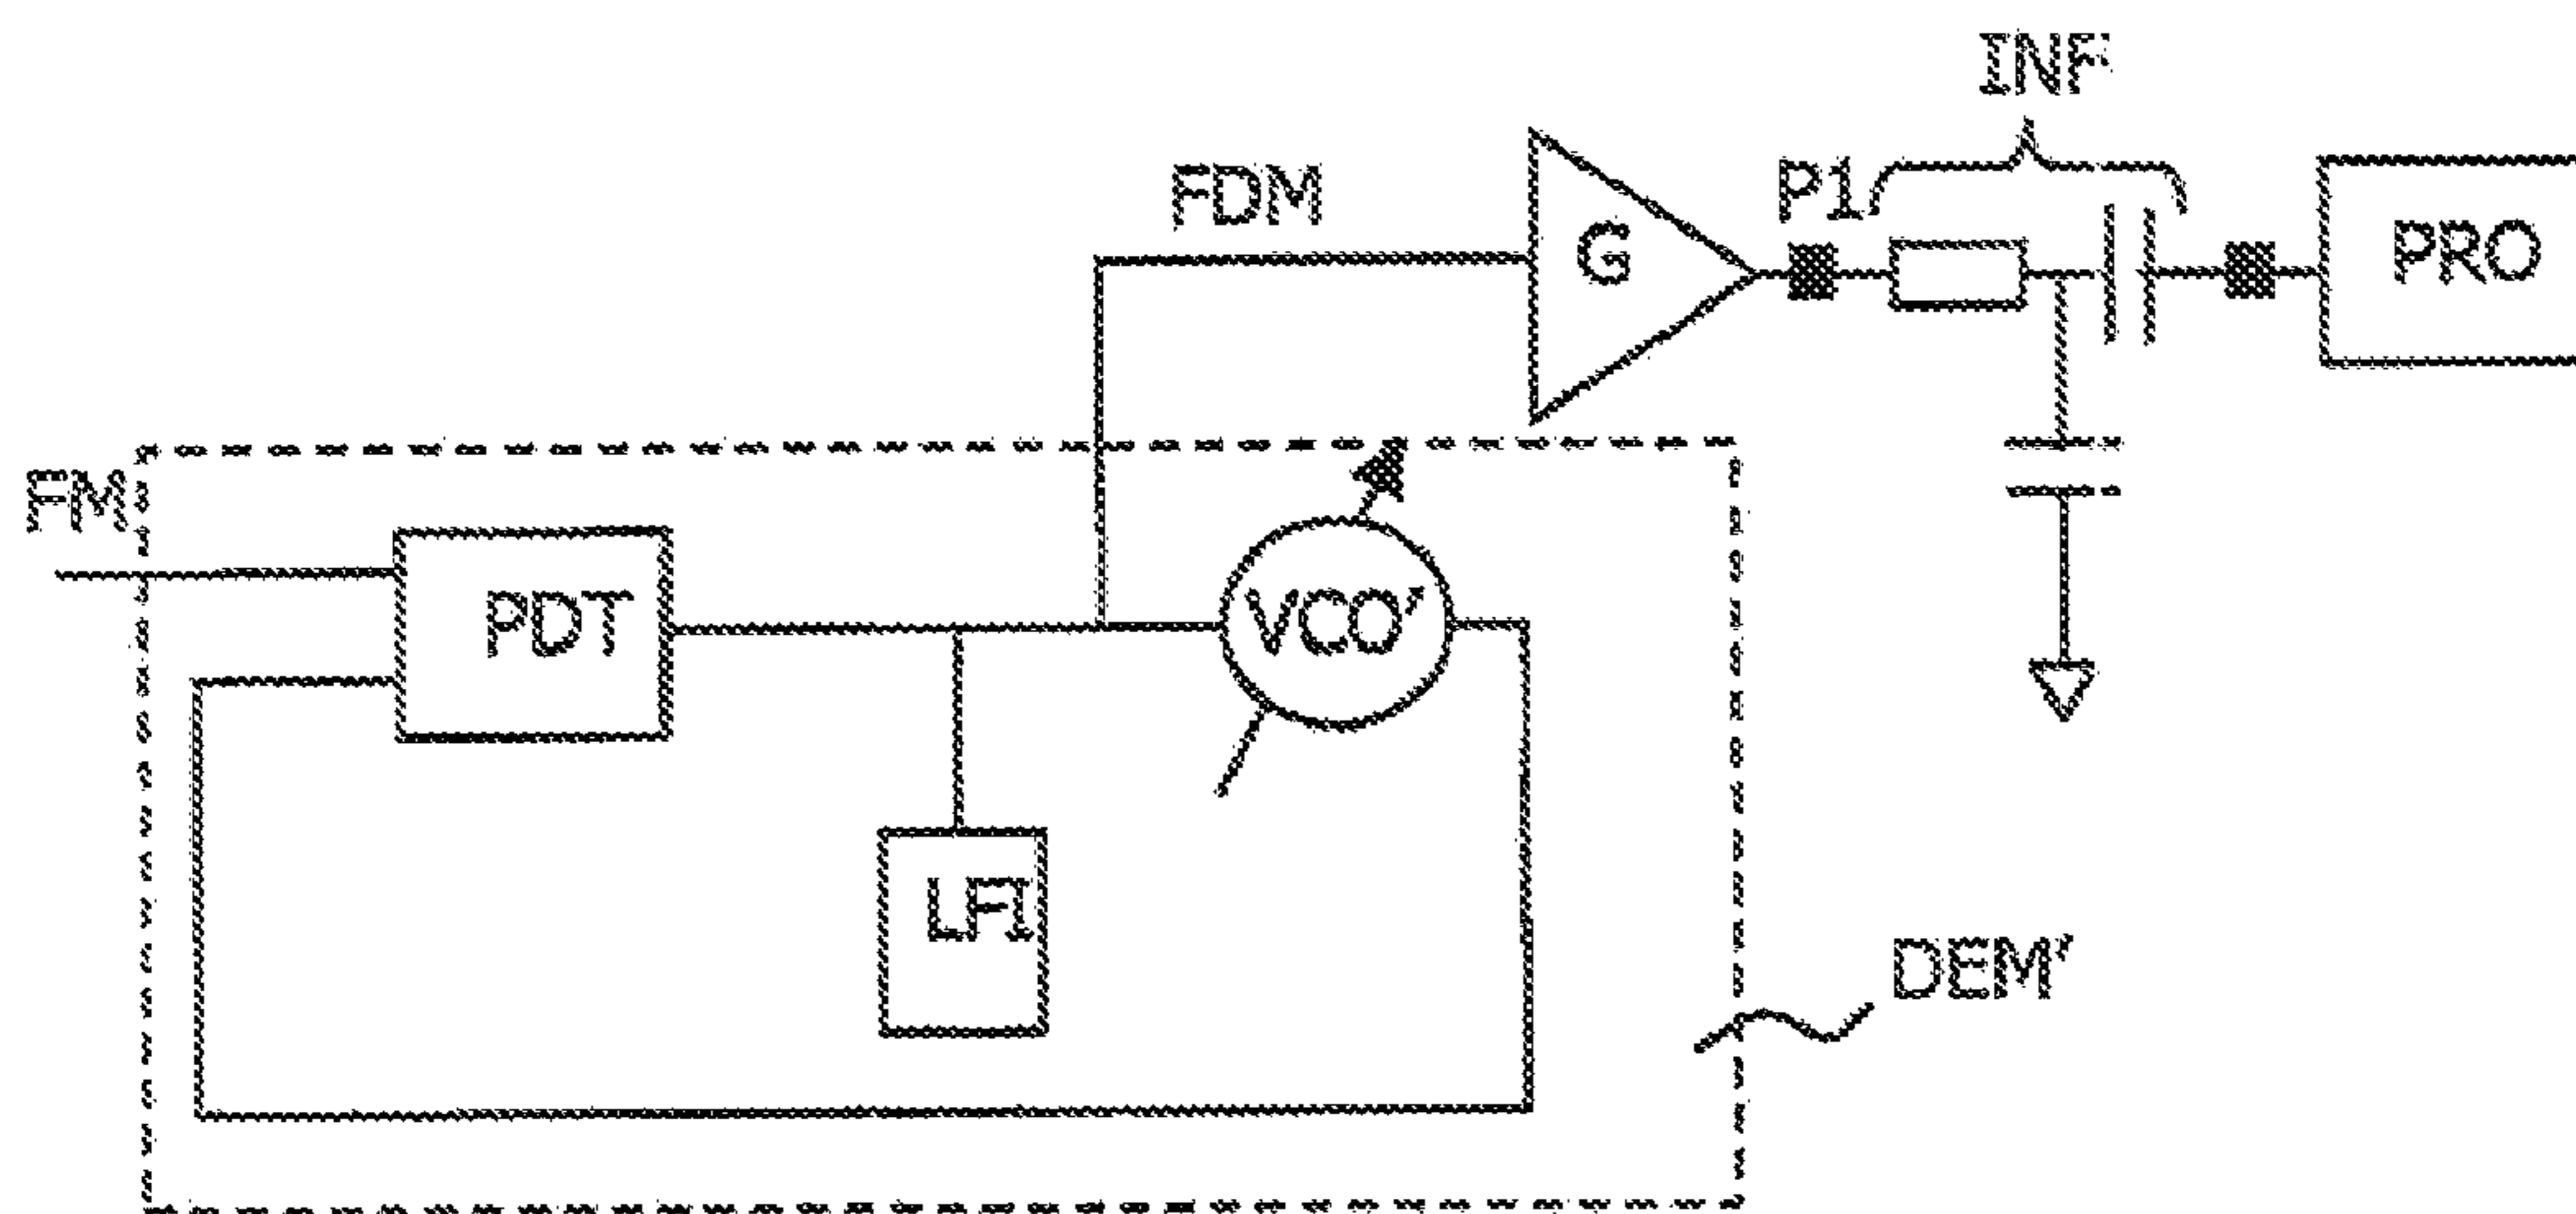 INF
FDM
G
P1
PRO
FM
PDT
VCO'
LFI
DEM'